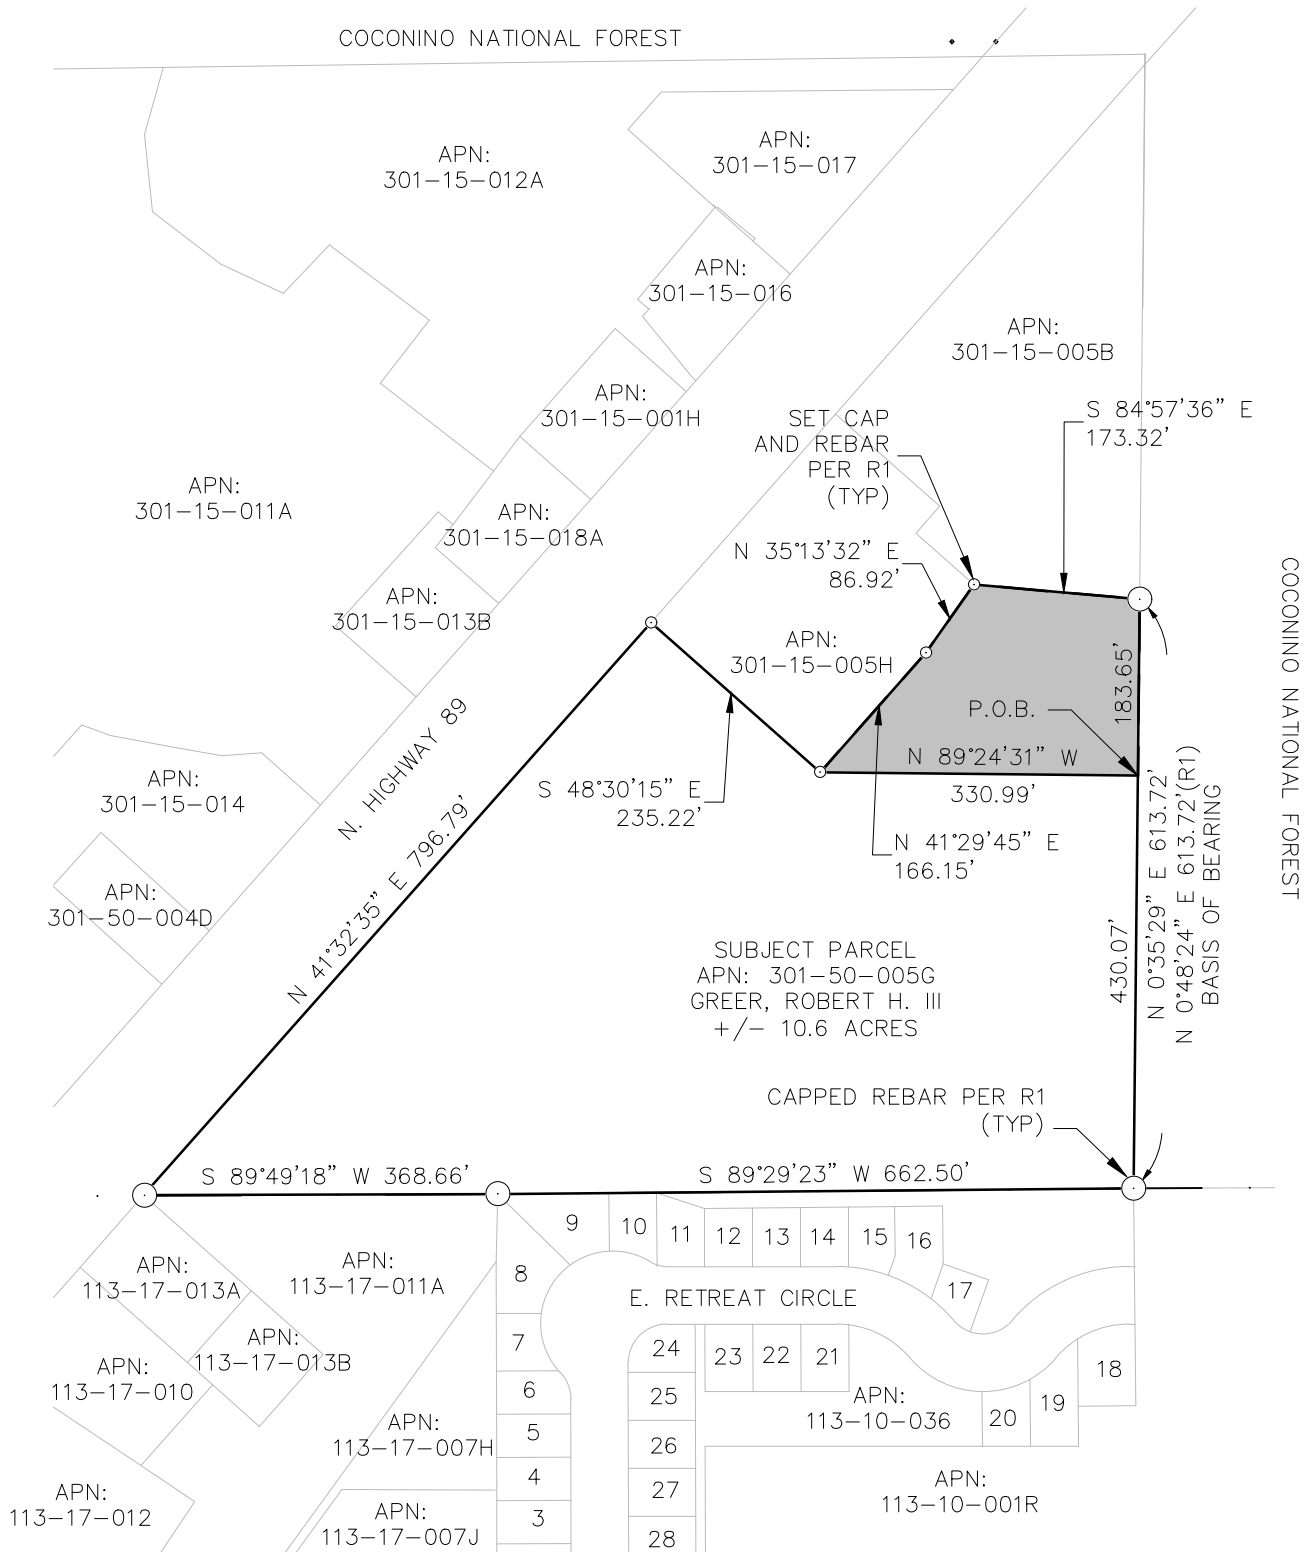 COCONINO NATIONAL FOREST
APN:
301-15-012A
APN:
301-15-017
APN:
301-15-016
APN:
301-15-005B
APN:
301-15-001H
SET CAP
AND REBAR
PER R1
(TYP)
S 84°57'36" E
173.32'
APN:
301-15-011A
APN:
301-15-018A
N 35°13'32" E
86.92'
APN:
301-15-013B
APN:
301-15-005H
COCONINO NATIONAL FOREST
183.65'
P.O.B.
N. HIGHWAY 89
N 89°24'31" W
330.99'
S 48°30'15" E
235.22'
APN:
301-15-014
N 41°29'45" E
166.15'
N 41°32'35" E 796.79'
APN:
301-50-004D
430.07'
N 0°35'29" E 613.72'
N 0°48'24" E 613.72'(R1)
BASIS OF BEARING
SUBJECT PARCEL
APN: 301-50-005G
GREER, ROBERT H. III
+/- 10.6 ACRES
CAPPED REBAR PER R1
(TYP)
S 89°49'18" W 368.66'
S 89°29'23" W 662.50'
9
10
11
12
13
14
15
16
17
APN:
113-17-013A
APN:
113-17-011A
8
E. RETREAT CIRCLE
APN:
113-17-013B
7
24
23
22
21
18
APN:
113-17-010
6
25
APN:
113-10-036
20
19
APN:
113-17-007H
5
26
4
27
APN:
113-10-001R
APN:
113-17-012
APN:
113-17-007J
3
28